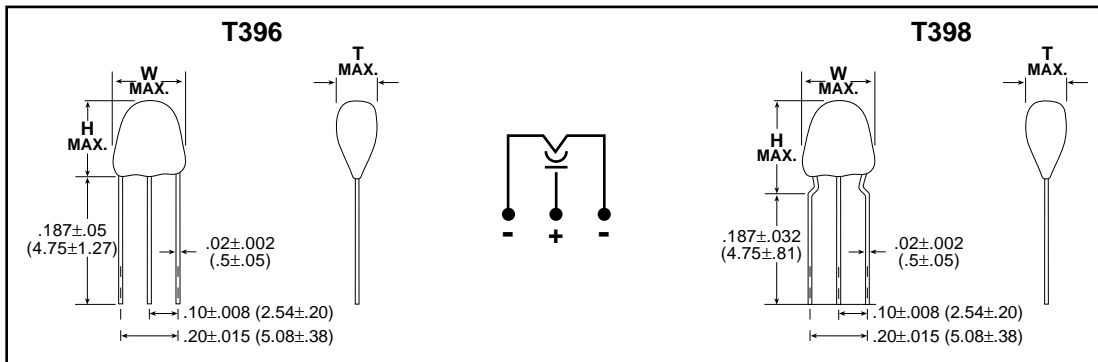 T396
W
MAX.
T
MAX.
H
MAX.
.187±.05
(4.75±1.27)
.02±.002
(.5±.05)
.10±.008 (2.54±.20)
.20±.015 (5.08±.38)
- + -
T398
W
MAX.
T
MAX.
H
MAX.
.187±.032
(4.75±.81)
.02±.002
(.5±.05)
.10±.008 (2.54±.20)
.20±.015 (5.08±.38)